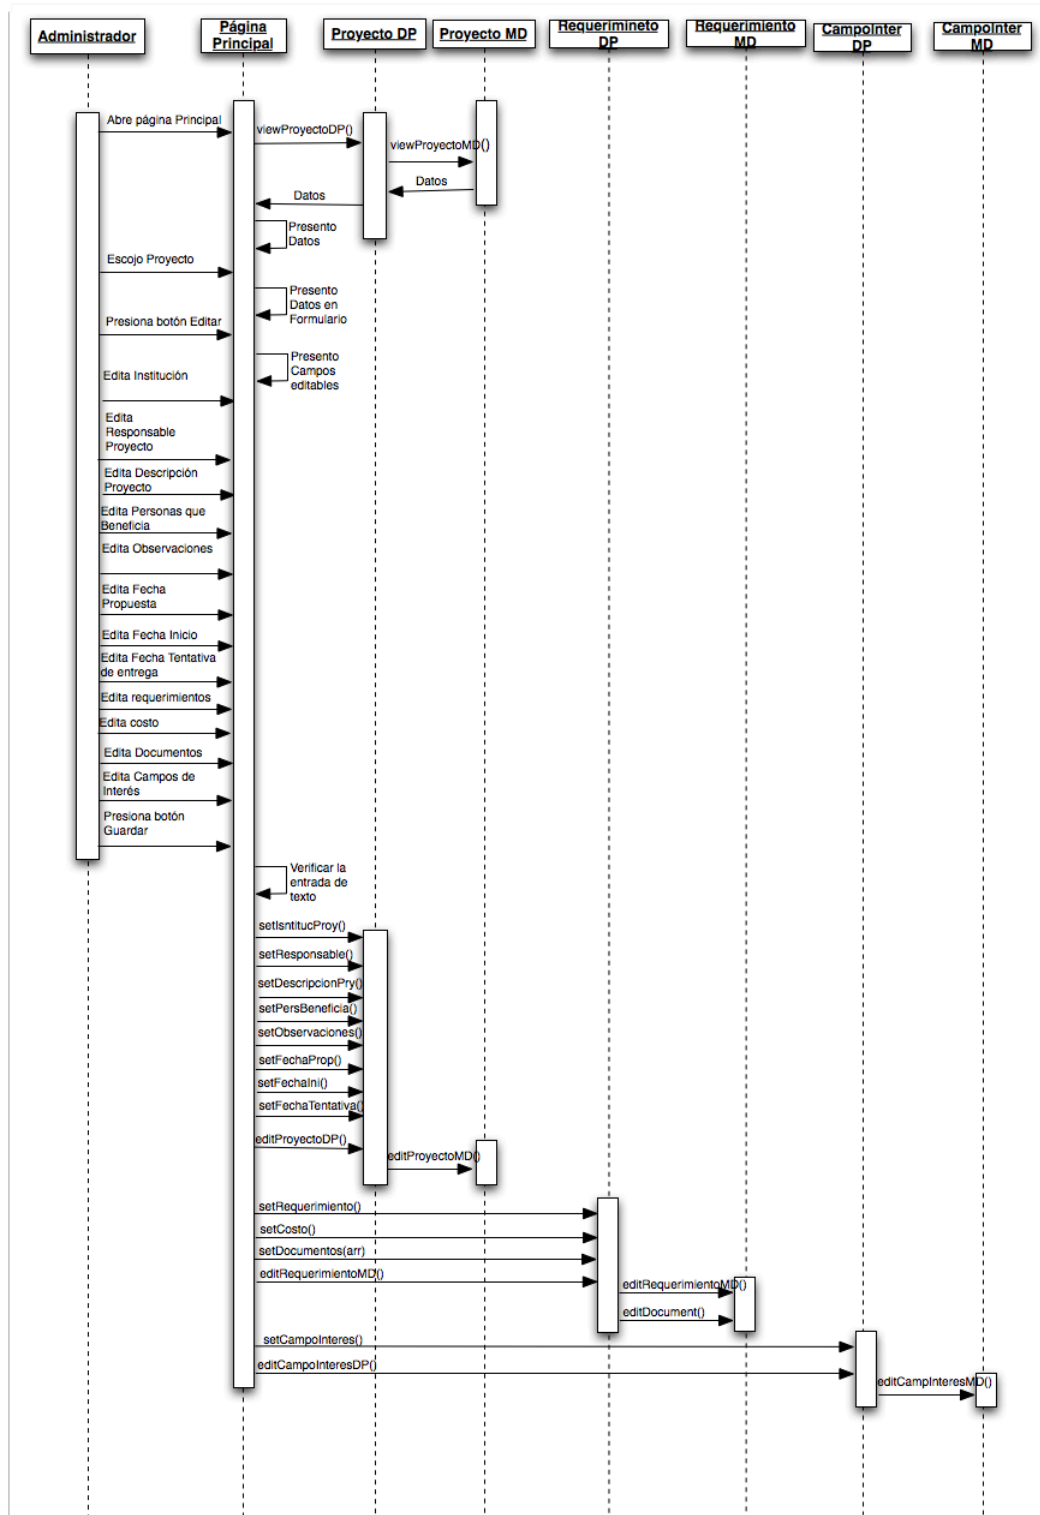 Administrador
Página
Principal
Proyecto DP
Proyecto MD
Requerimineto
DP
Requerimiento
MD
CampoInter
DP
CampoInter
MD
Abre página Principal
viewProyectoDP()
viewProyectoMD()
Datos
Datos
Presento
Datos
Escojo Proyecto
Presento
Datos en
Formulario
Presiona botón Editar
Presento
Campos
editables
Edita Institución
Edita
Responsable
Proyecto
Edita Descripción
Proyecto
Edita Personas que
Beneficia
Edita Observaciones
Edita Fecha
Propuesta
Edita Fecha Inicio
Edita Fecha Tentativa
de entrega
Edita requerimientos
Edita costo
Edita Documentos
Edita Campos de
Interés
Presiona botón
Guardar
Verificar la
entrada de
texto
setIsntitucProy()
setResponsable()
setDescripcionPry()
setPersBeneficia()
setObservaciones()
setFechaProp()
setFechaIni()
setFechaTentativa()
editProyectoDP()
editProyectoMD()
setRequerimiento()
setCosto()
setDocumentos(arr)
editRequerimientoMD()
editRequerimientoMD()
editDocument()
setCampoInteres()
editCampoInteresDP()
editCampInteresMD()